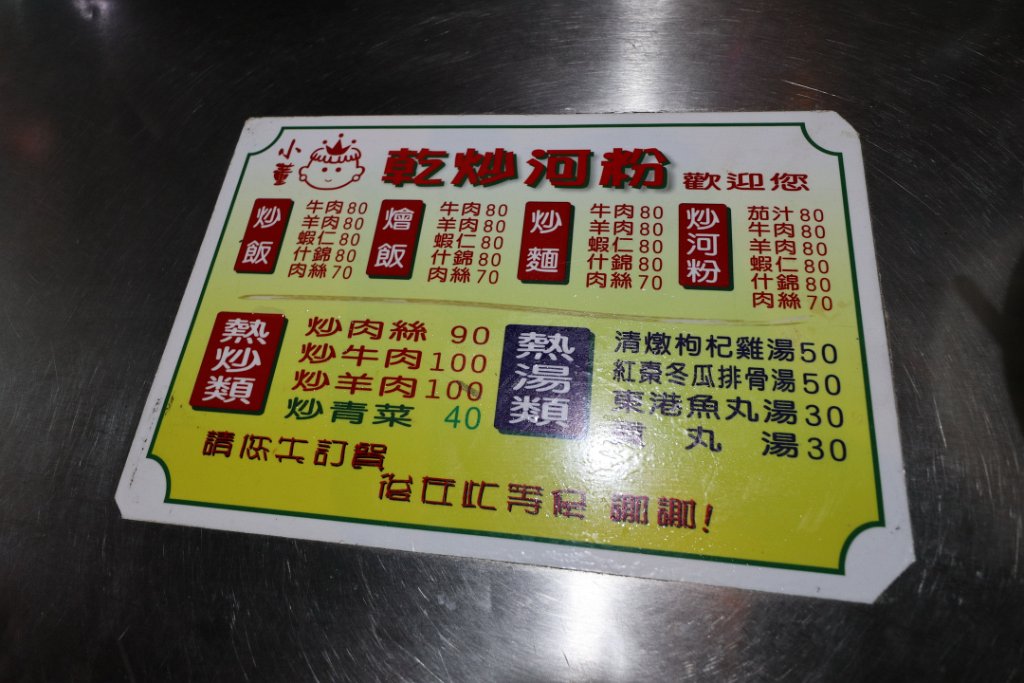 小董
乾炒河粉 歡迎您
炒飯
牛肉80
羊肉80
蝦仁80
什錦80
肉絲70
燴飯
牛肉80
羊肉80
蝦仁80
什錦80
肉絲70
炒麵
牛肉80
羊肉80
蝦仁80
什錦80
肉絲70
炒河粉
茄汁80
牛肉80
羊肉80
蝦仁80
什錦80
肉絲70
熱炒類
炒肉絲 90
炒牛肉100
炒羊肉100
炒青菜 40
熱湯類
清燉枸杞雞湯50
紅棗冬瓜排骨湯50
東港魚丸湯30
丸 湯30
請您先訂餐
後在此等候 謝謝!